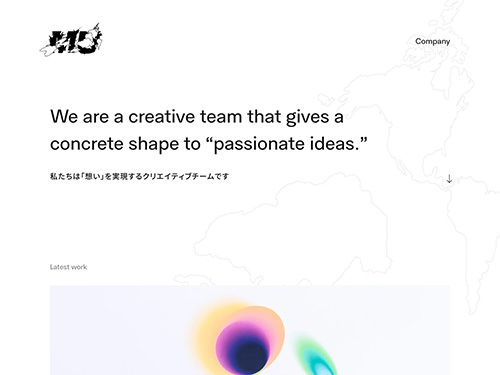 Company
We are a creative team that gives a
concrete shape to “passionate ideas.”
私たちは「想い」を実現するクリエイティブチームです
Latest work